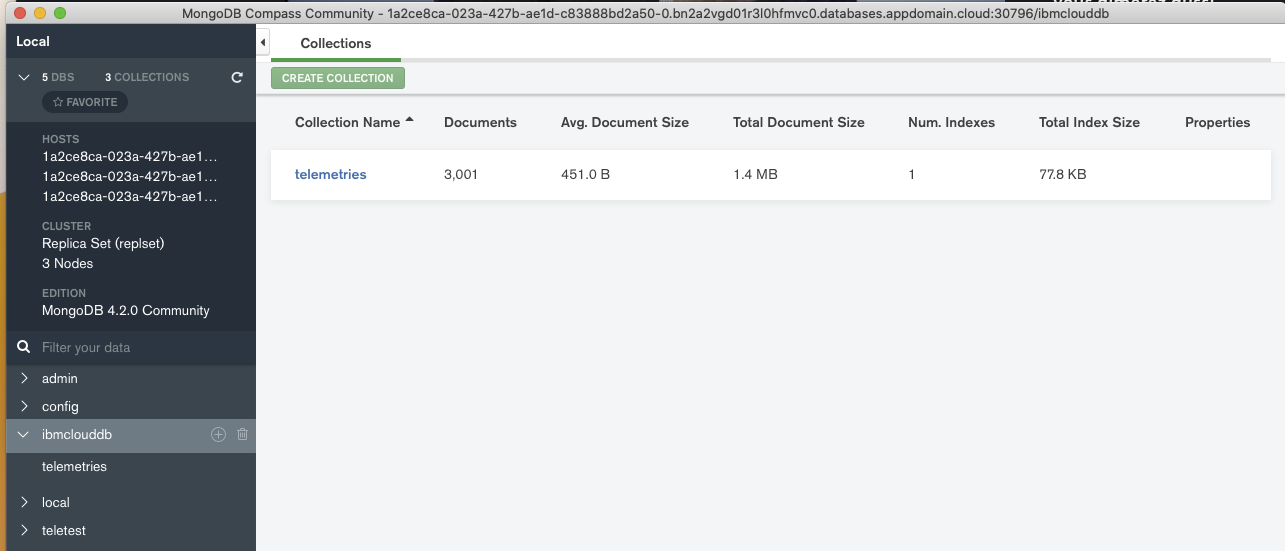 MongoDB Compass Community - 1a2ce8ca-023a-427b-ae1d-c83888bd2a50-0.bn2a2vgd01r3l0hfmvc0.databases.appdomain.cloud:30796/ibmclouddb
Local
5 DBS 3 COLLECTIONS
FAVORITE
HOSTS
1a2ce8ca-023a-427b-ae1...
1a2ce8ca-023a-427b-ae1...
1a2ce8ca-023a-427b-ae1...
CLUSTER
Replica Set (replset)
3 Nodes
EDITION
MongoDB 4.2.0 Community
Filter your data
admin
config
ibmclouddb
telemetries
local
teletest
Collections
CREATE COLLECTION
Collection Name Documents Avg. Document Size Total Document Size Num. Indexes Total Index Size Properties
telemetries 3,001 451.0 B 1.4 MB 1 77.8 KB